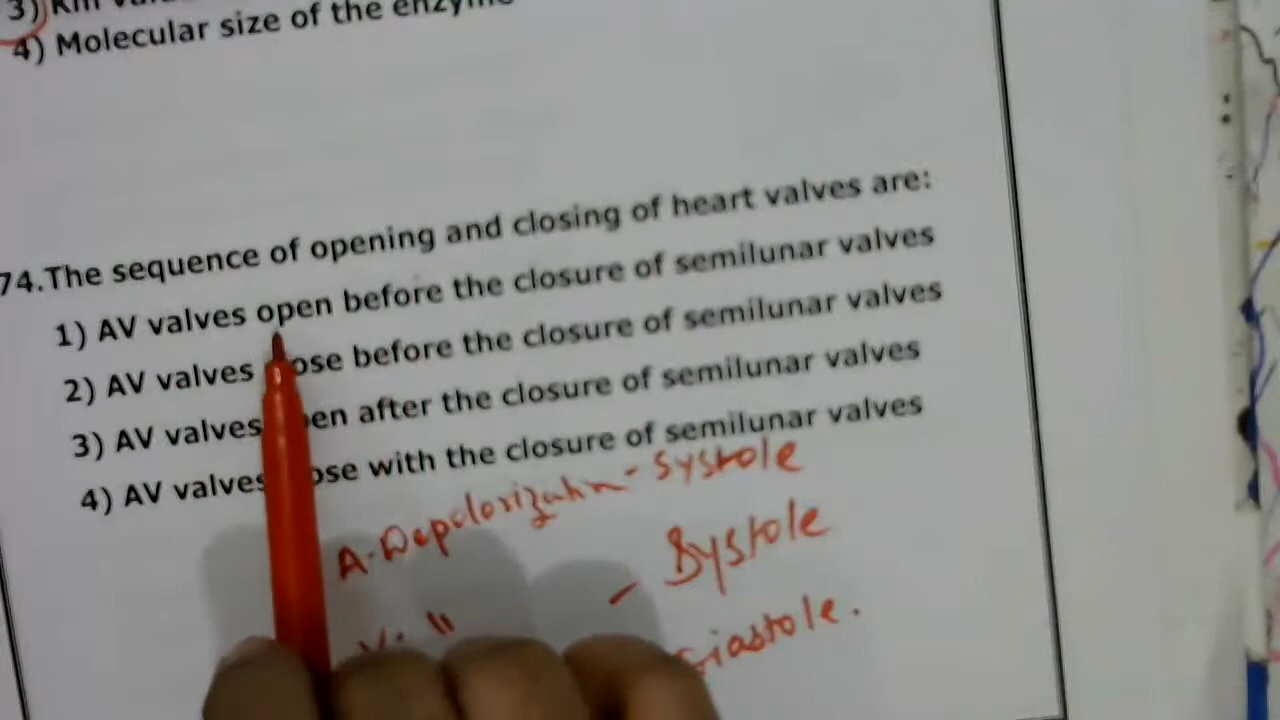 3)
4) Molecular size of the enzyme
74.The sequence of opening and closing of heart valves are:
1) AV valves open before the closure of semilunar valves
2) AV valves ose before the closure of semilunar valves
3) AV valves en after the closure of semilunar valves
4) AV valves ose with the closure of semilunar valves
A. Depolorizahn - Systole
V. " - Systole
iastole.